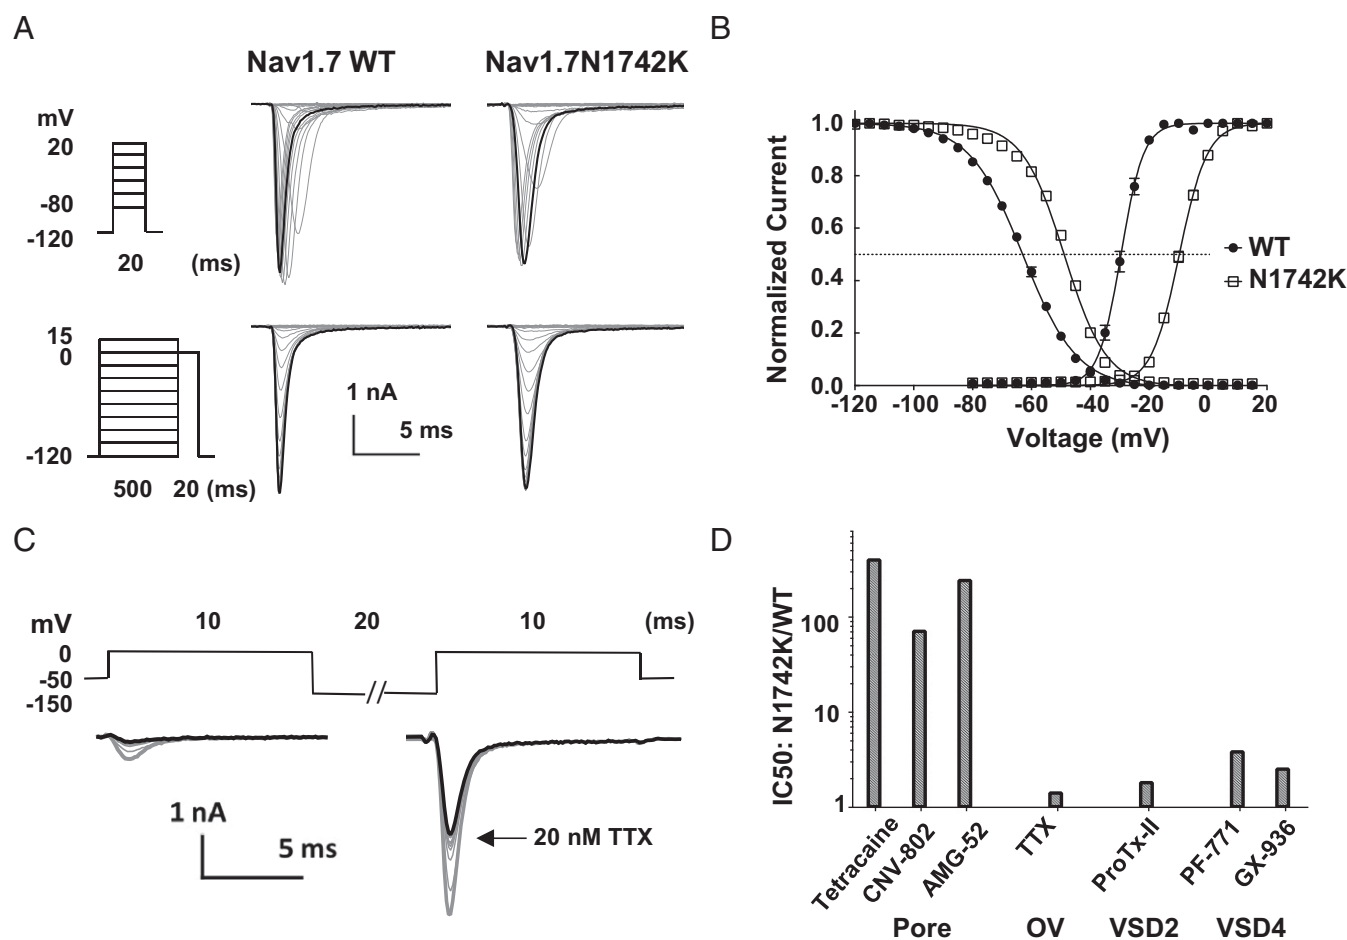 A
Nav1.7 WT
Nav1.7N1742K
mV
20
-80
-120
20 (ms)
15
0
-120
500 20 (ms)
1 nA
5 ms
B
Normalized Current
1.0
0.8
0.6
0.4
0.2
0.0
-120 -100 -80 -60 -40 -20 0 20
Voltage (mV)
WT
N1742K
C
mV
0
-50
-150
10 20 10 (ms)
1 nA
5 ms
20 nM TTX
D
IC50: N1742K/WT
100
10
1
Tetracaine
CNV-802
AMG-52
TTX
ProTx-II
PF-771
GX-936
Pore OV VSD2 VSD4